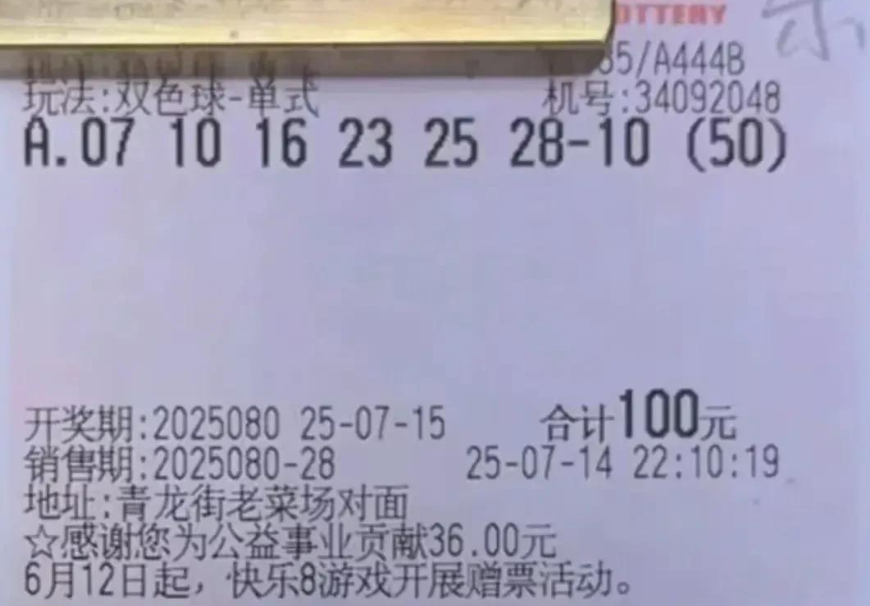 OTTERY
35/A444B
玩法:双色球-单式 机号:34092048
A.07 10 16 23 25 28-10 (50)
开奖期:2025080 25-07-15 合计100元
销售期:2025080-28 25-07-14 22:10:19
地址:青龙街老菜场对面
☆感谢您为公益事业贡献36.00元
6月12日起，快乐8游戏开展赠票活动。